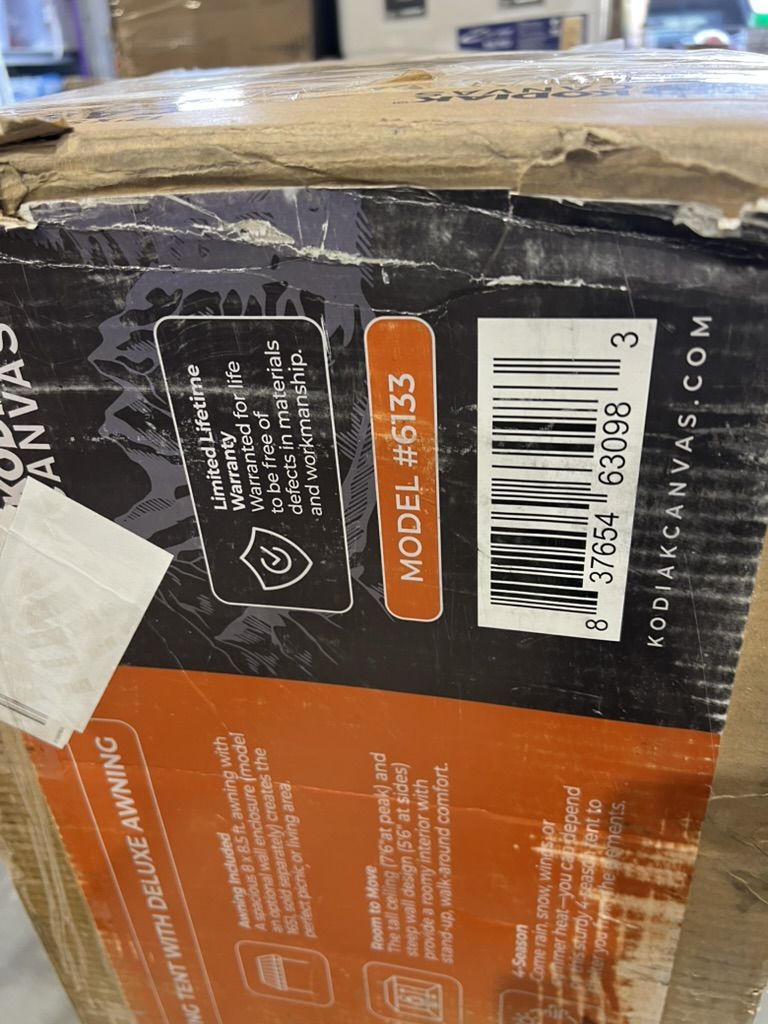 KODIAK
CANVAS
ANVAS
Limited Lifetime
Warranty
Warranted for life
to be free of
defects in materials
and workmanship.
MODEL #6133
8 37654 63098 3
KODIAKCANVAS.COM
TENT WITH DELUXE AWNING
Awning Included
A spacious 8 x 8.5 ft. awning with
an optional wall enclosure (model
sold separately) creates the
perfect picnic or living area.
Room to Move
The tall ceiling (7'6" at peak) and
steep wall design (5'6" at sides)
provide a roomy interior with
stand-up, walk-around comfort.
4-Season
Come rain, snow, winds, or
summer heat—you can depend
on this sturdy 4-season tent to
you the elements.